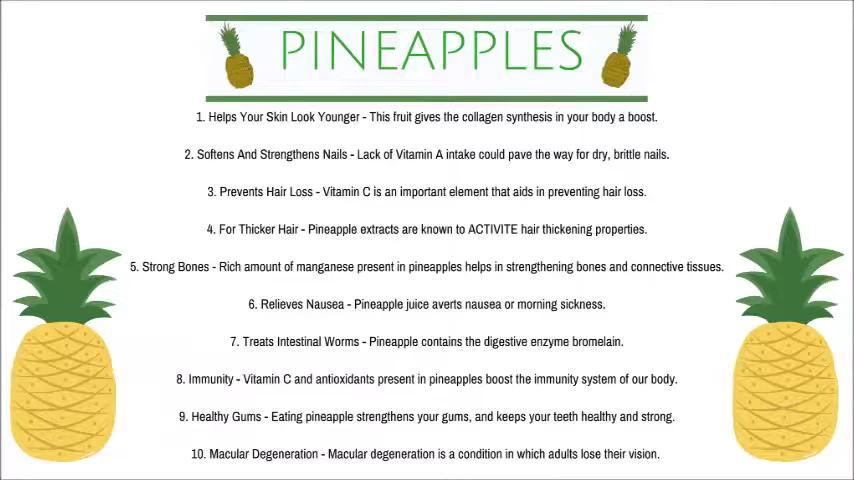 PINEAPPLES
1. Helps Your Skin Look Younger - This fruit gives the collagen synthesis in your body a boost.
2. Softens And Strengthens Nails - Lack of Vitamin A intake could pave the way for dry, brittle nails.
3. Prevents Hair Loss - Vitamin C is an important element that aids in preventing hair loss.
4. For Thicker Hair - Pineapple extracts are known to ACTIVITE hair thickening properties.
5. Strong Bones - Rich amount of manganese present in pineapples helps in strengthening bones and connective tissues.
6. Relieves Nausea - Pineapple juice averts nausea or morning sickness.
7. Treats Intestinal Worms - Pineapple contains the digestive enzyme bromelain.
8. Immunity - Vitamin C and antioxidants present in pineapples boost the immunity system of our body.
9. Healthy Gums - Eating pineapple strengthens your gums, and keeps your teeth healthy and strong.
10. Macular Degeneration - Macular degeneration is a condition in which adults lose their vision.